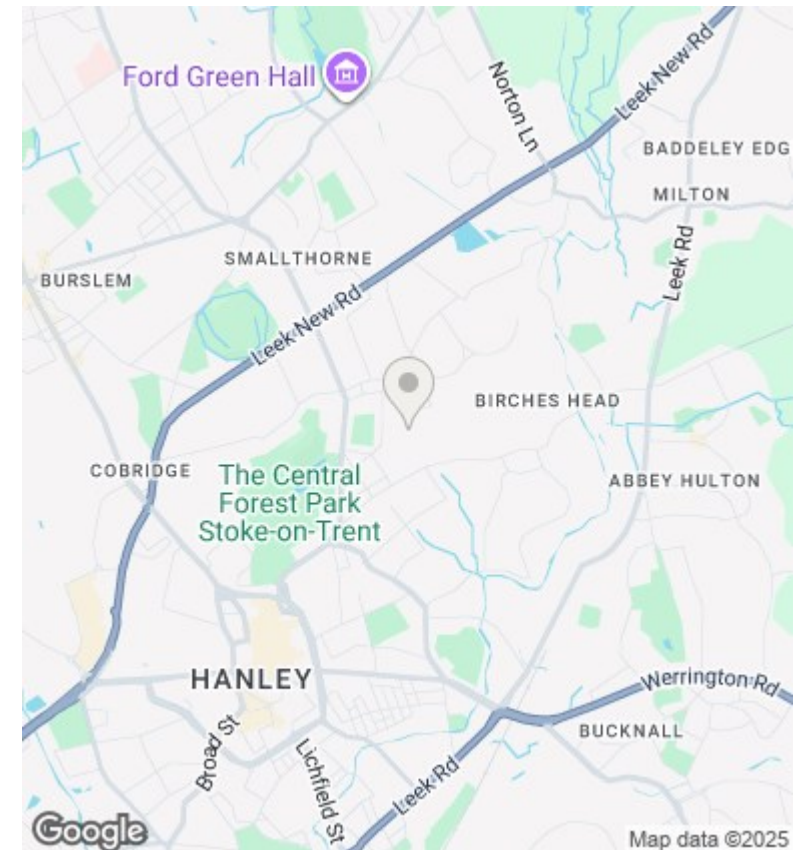 Ford Green Hall
Leek New Rd
Norton Ln
BADDELEY EDG
MILTON
SMALLTHORNE
BURSLEM
Leek Rd
Leek New Rd
BIRCHES HEAD
COBRIDGE
The Central
Forest Park
Stoke-on-Trent
ABBEY HULTON
HANLEY
Werrington Rd
Broad St
BUCKNALL
Lichfield St
Leek Rd
Google
Map data ©2025